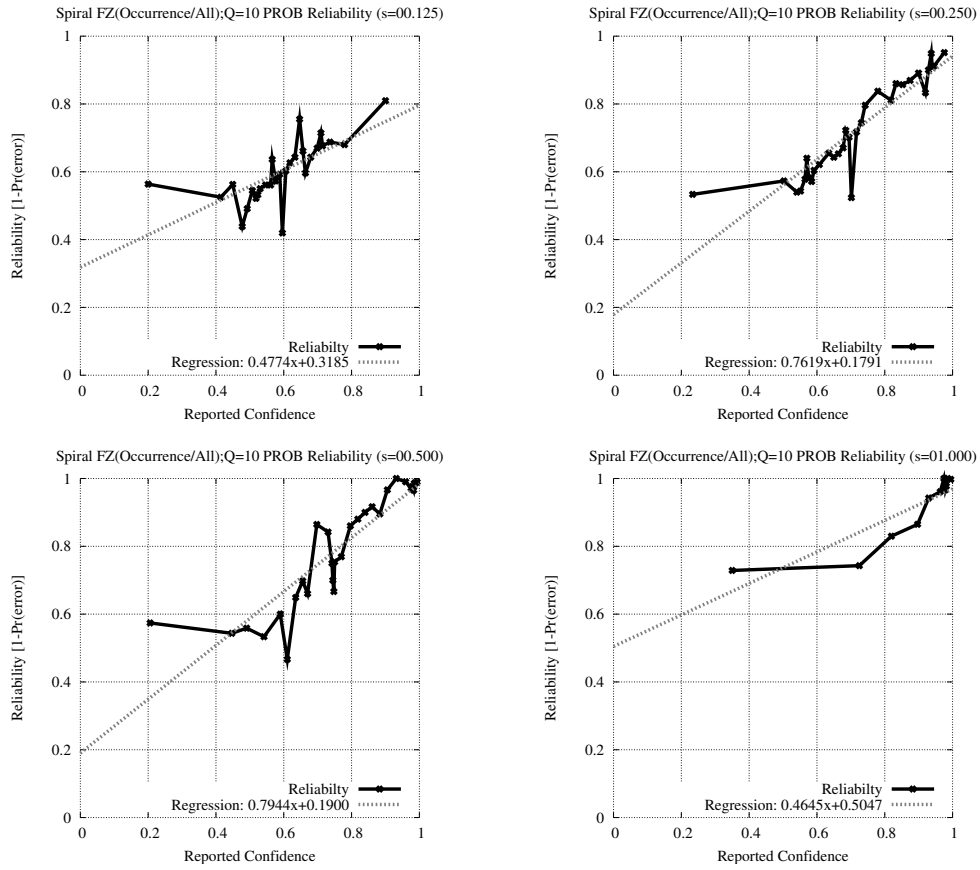 Spiral FZ(Occurrence/All);Q=10 PROB Reliability (s=00.125)
1
0.8
0.6
0.4
0.2
0
Reliability [1-Pr(error)]
Reliabilty
Regression: 0.4774x+0.3185
0 0.2 0.4 0.6 0.8 1
Reported Confidence
Spiral FZ(Occurrence/All);Q=10 PROB Reliability (s=00.250)
1
0.8
0.6
0.4
0.2
0
Reliability [1-Pr(error)]
Reliabilty
Regression: 0.7619x+0.1791
0 0.2 0.4 0.6 0.8 1
Reported Confidence
Spiral FZ(Occurrence/All);Q=10 PROB Reliability (s=00.500)
1
0.8
0.6
0.4
0.2
0
Reliability [1-Pr(error)]
Reliabilty
Regression: 0.7944x+0.1900
0 0.2 0.4 0.6 0.8 1
Reported Confidence
Spiral FZ(Occurrence/All);Q=10 PROB Reliability (s=01.000)
1
0.8
0.6
0.4
0.2
0
Reliability [1-Pr(error)]
Reliabilty
Regression: 0.4645x+0.5047
0 0.2 0.4 0.6 0.8 1
Reported Confidence